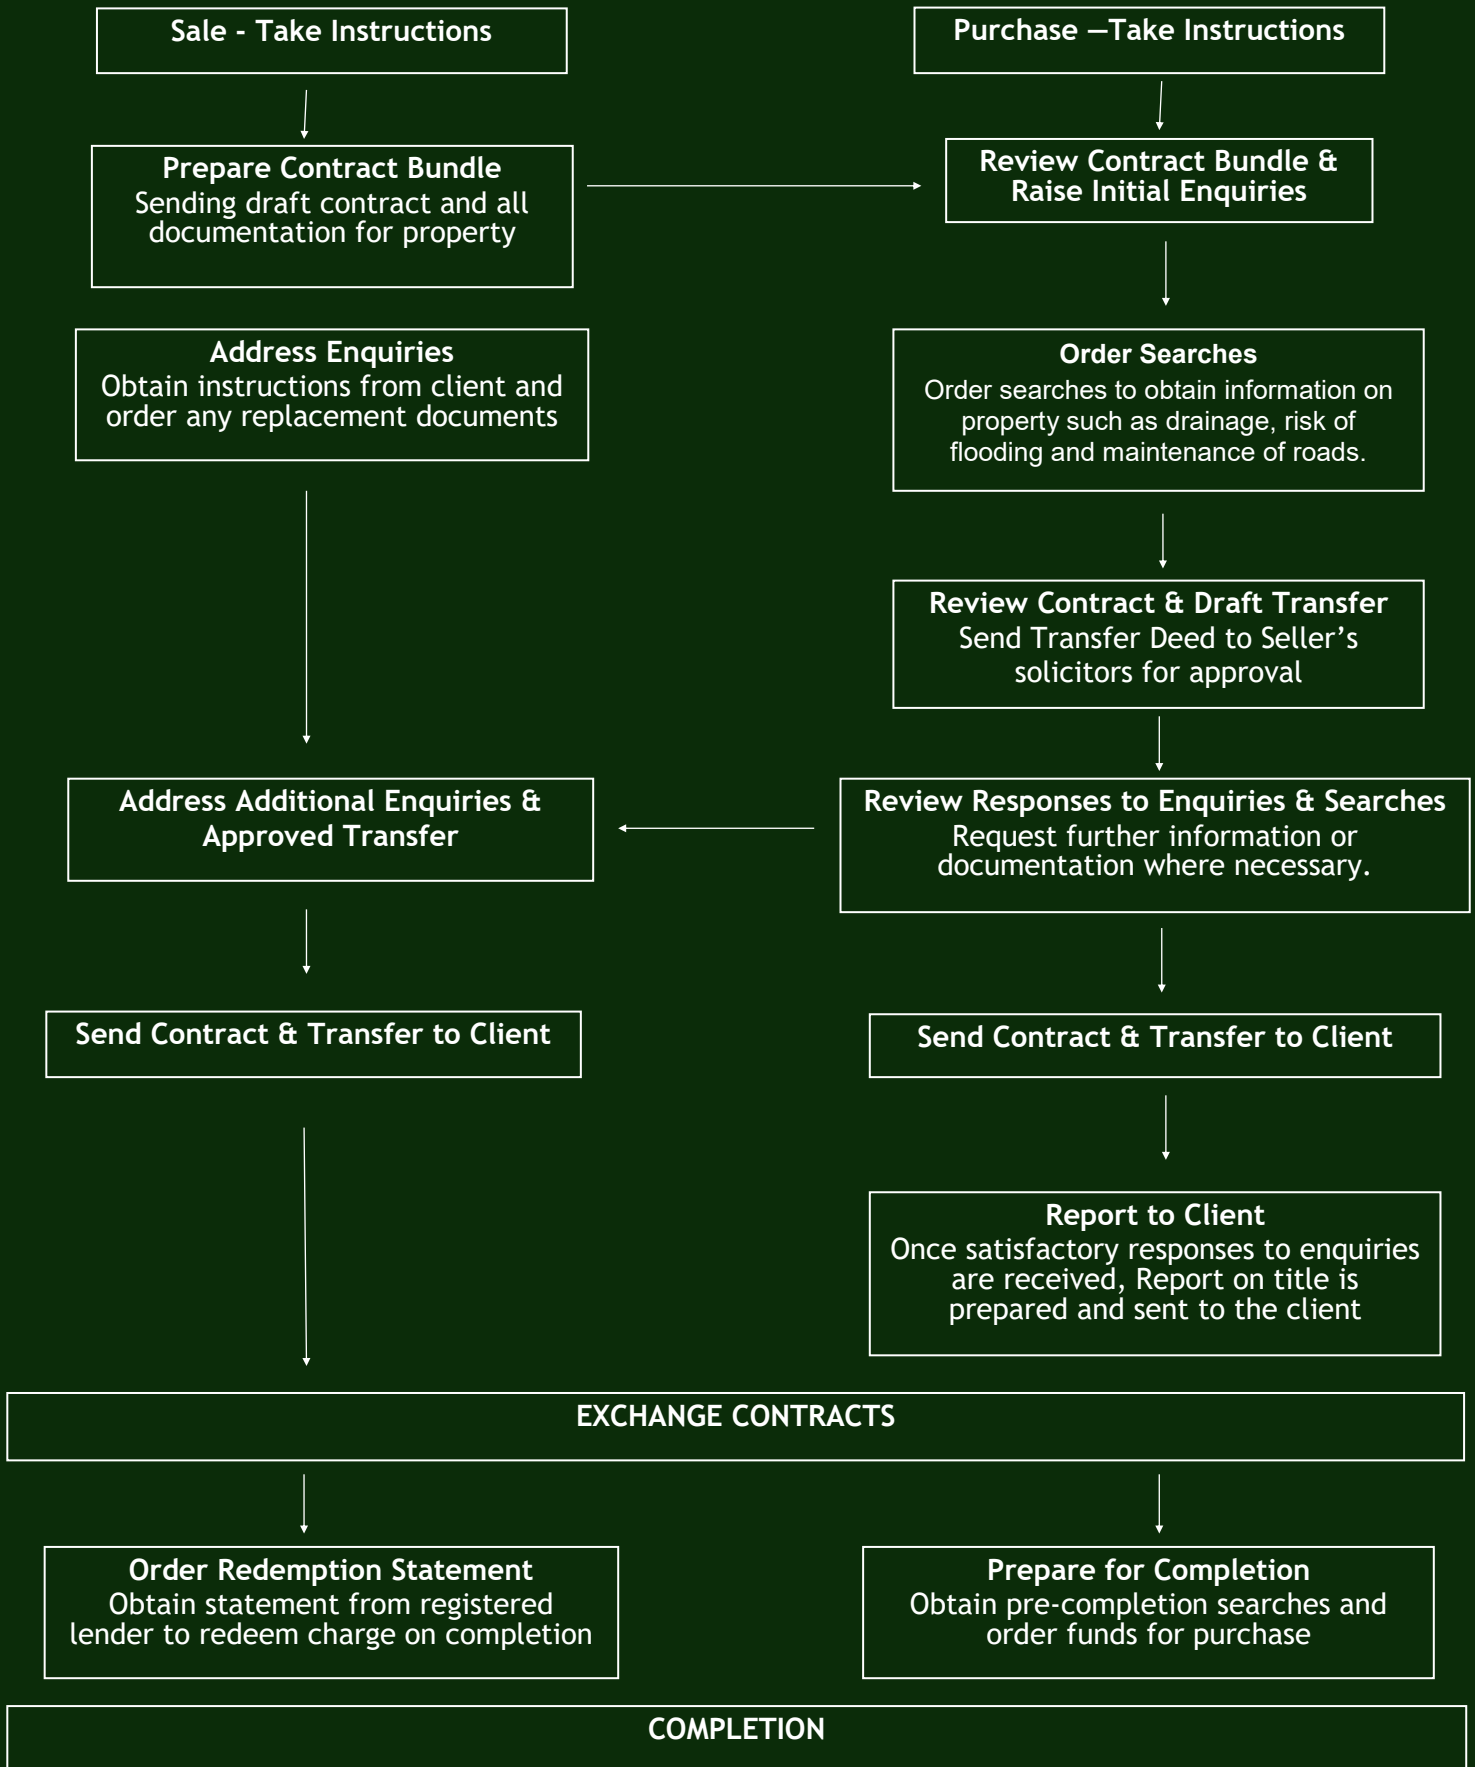 Sale - Take Instructions
Purchase —Take Instructions
Prepare Contract Bundle
Sending draft contract and all
documentation for property
Review Contract Bundle &
Raise Initial Enquiries
Address Enquiries
Obtain instructions from client and
order any replacement documents
Order Searches
Order searches to obtain information on
property such as drainage, risk of
flooding and maintenance of roads.
Review Contract & Draft Transfer
Send Transfer Deed to Seller’s
solicitors for approval
Address Additional Enquiries &
Approved Transfer
Review Responses to Enquiries & Searches
Request further information or
documentation where necessary.
Send Contract & Transfer to Client
Send Contract & Transfer to Client
Report to Client
Once satisfactory responses to enquiries
are received, Report on title is
prepared and sent to the client
EXCHANGE CONTRACTS
Order Redemption Statement
Obtain statement from registered
lender to redeem charge on completion
Prepare for Completion
Obtain pre-completion searches and
order funds for purchase
COMPLETION